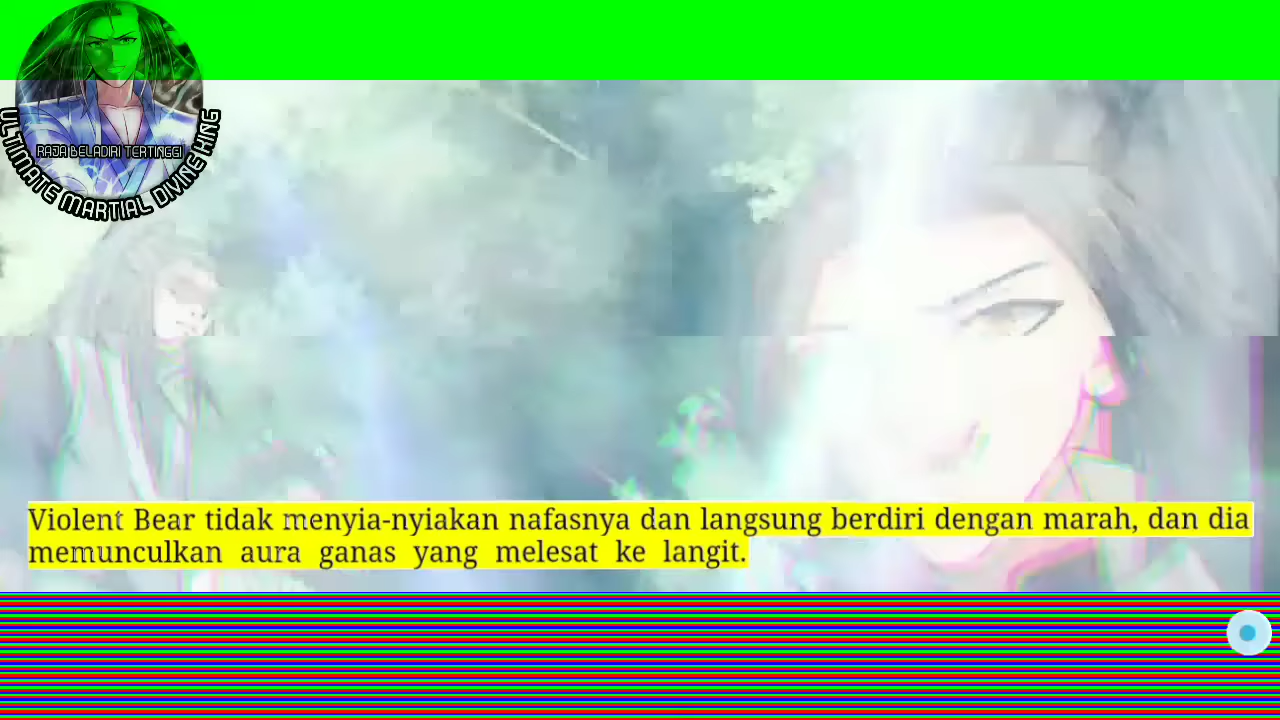 RAJA BELADIRI TERTINGGI
ULTIMATE MARTIAL DIVINE KING
Violent Bear tidak menyia-nyiakan nafasnya dan langsung berdiri dengan marah, dan dia
memunculkan aura ganas yang melesat ke langit.